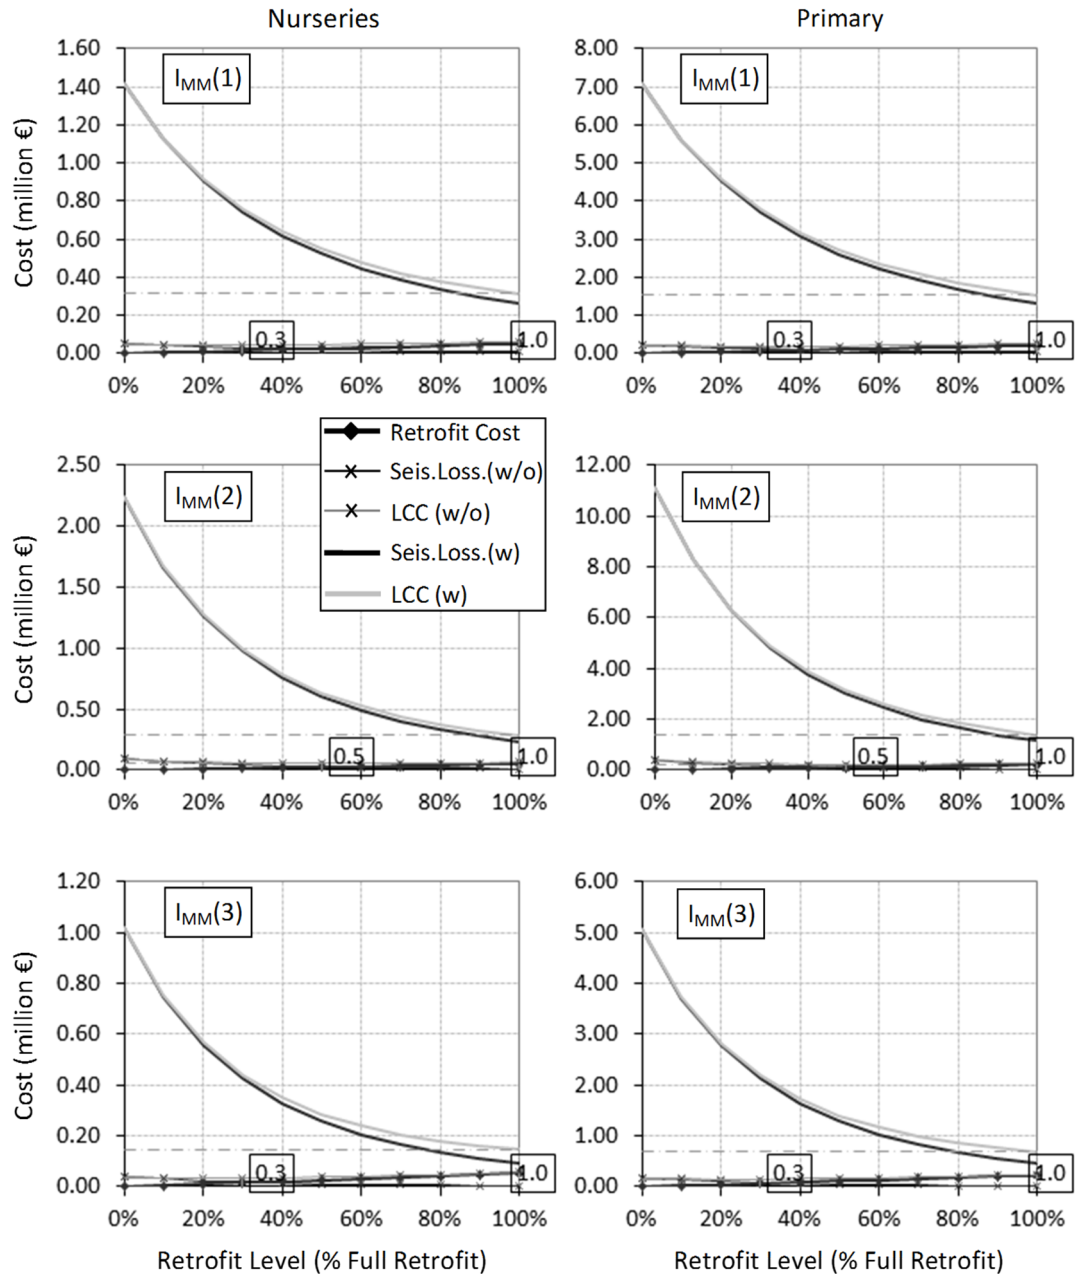 Nurseries
Primary
Cost (million €)
1.60
1.40
1.20
1.00
0.80
0.60
0.40
0.20
0.00
I_MM(1)
0.3
1.0
0% 20% 40% 60% 80% 100%
8.00
7.00
6.00
5.00
4.00
3.00
2.00
1.00
0.00
I_MM(1)
0.3
1.0
0% 20% 40% 60% 80% 100%
Cost (million €)
2.50
2.00
1.50
1.00
0.50
0.00
I_MM(2)
Retrofit Cost
Seis.Loss.(w/o)
LCC (w/o)
Seis.Loss.(w)
LCC (w)
0.5
1.0
0% 20% 40% 60% 80% 100%
12.00
10.00
8.00
6.00
4.00
2.00
0.00
I_MM(2)
0.5
1.0
0% 20% 40% 60% 80% 100%
Cost (million €)
1.20
1.00
0.80
0.60
0.40
0.20
0.00
I_MM(3)
0.3
1.0
0% 20% 40% 60% 80% 100%
Retrofit Level (% Full Retrofit)
6.00
5.00
4.00
3.00
2.00
1.00
0.00
I_MM(3)
0.3
1.0
0% 20% 40% 60% 80% 100%
Retrofit Level (% Full Retrofit)